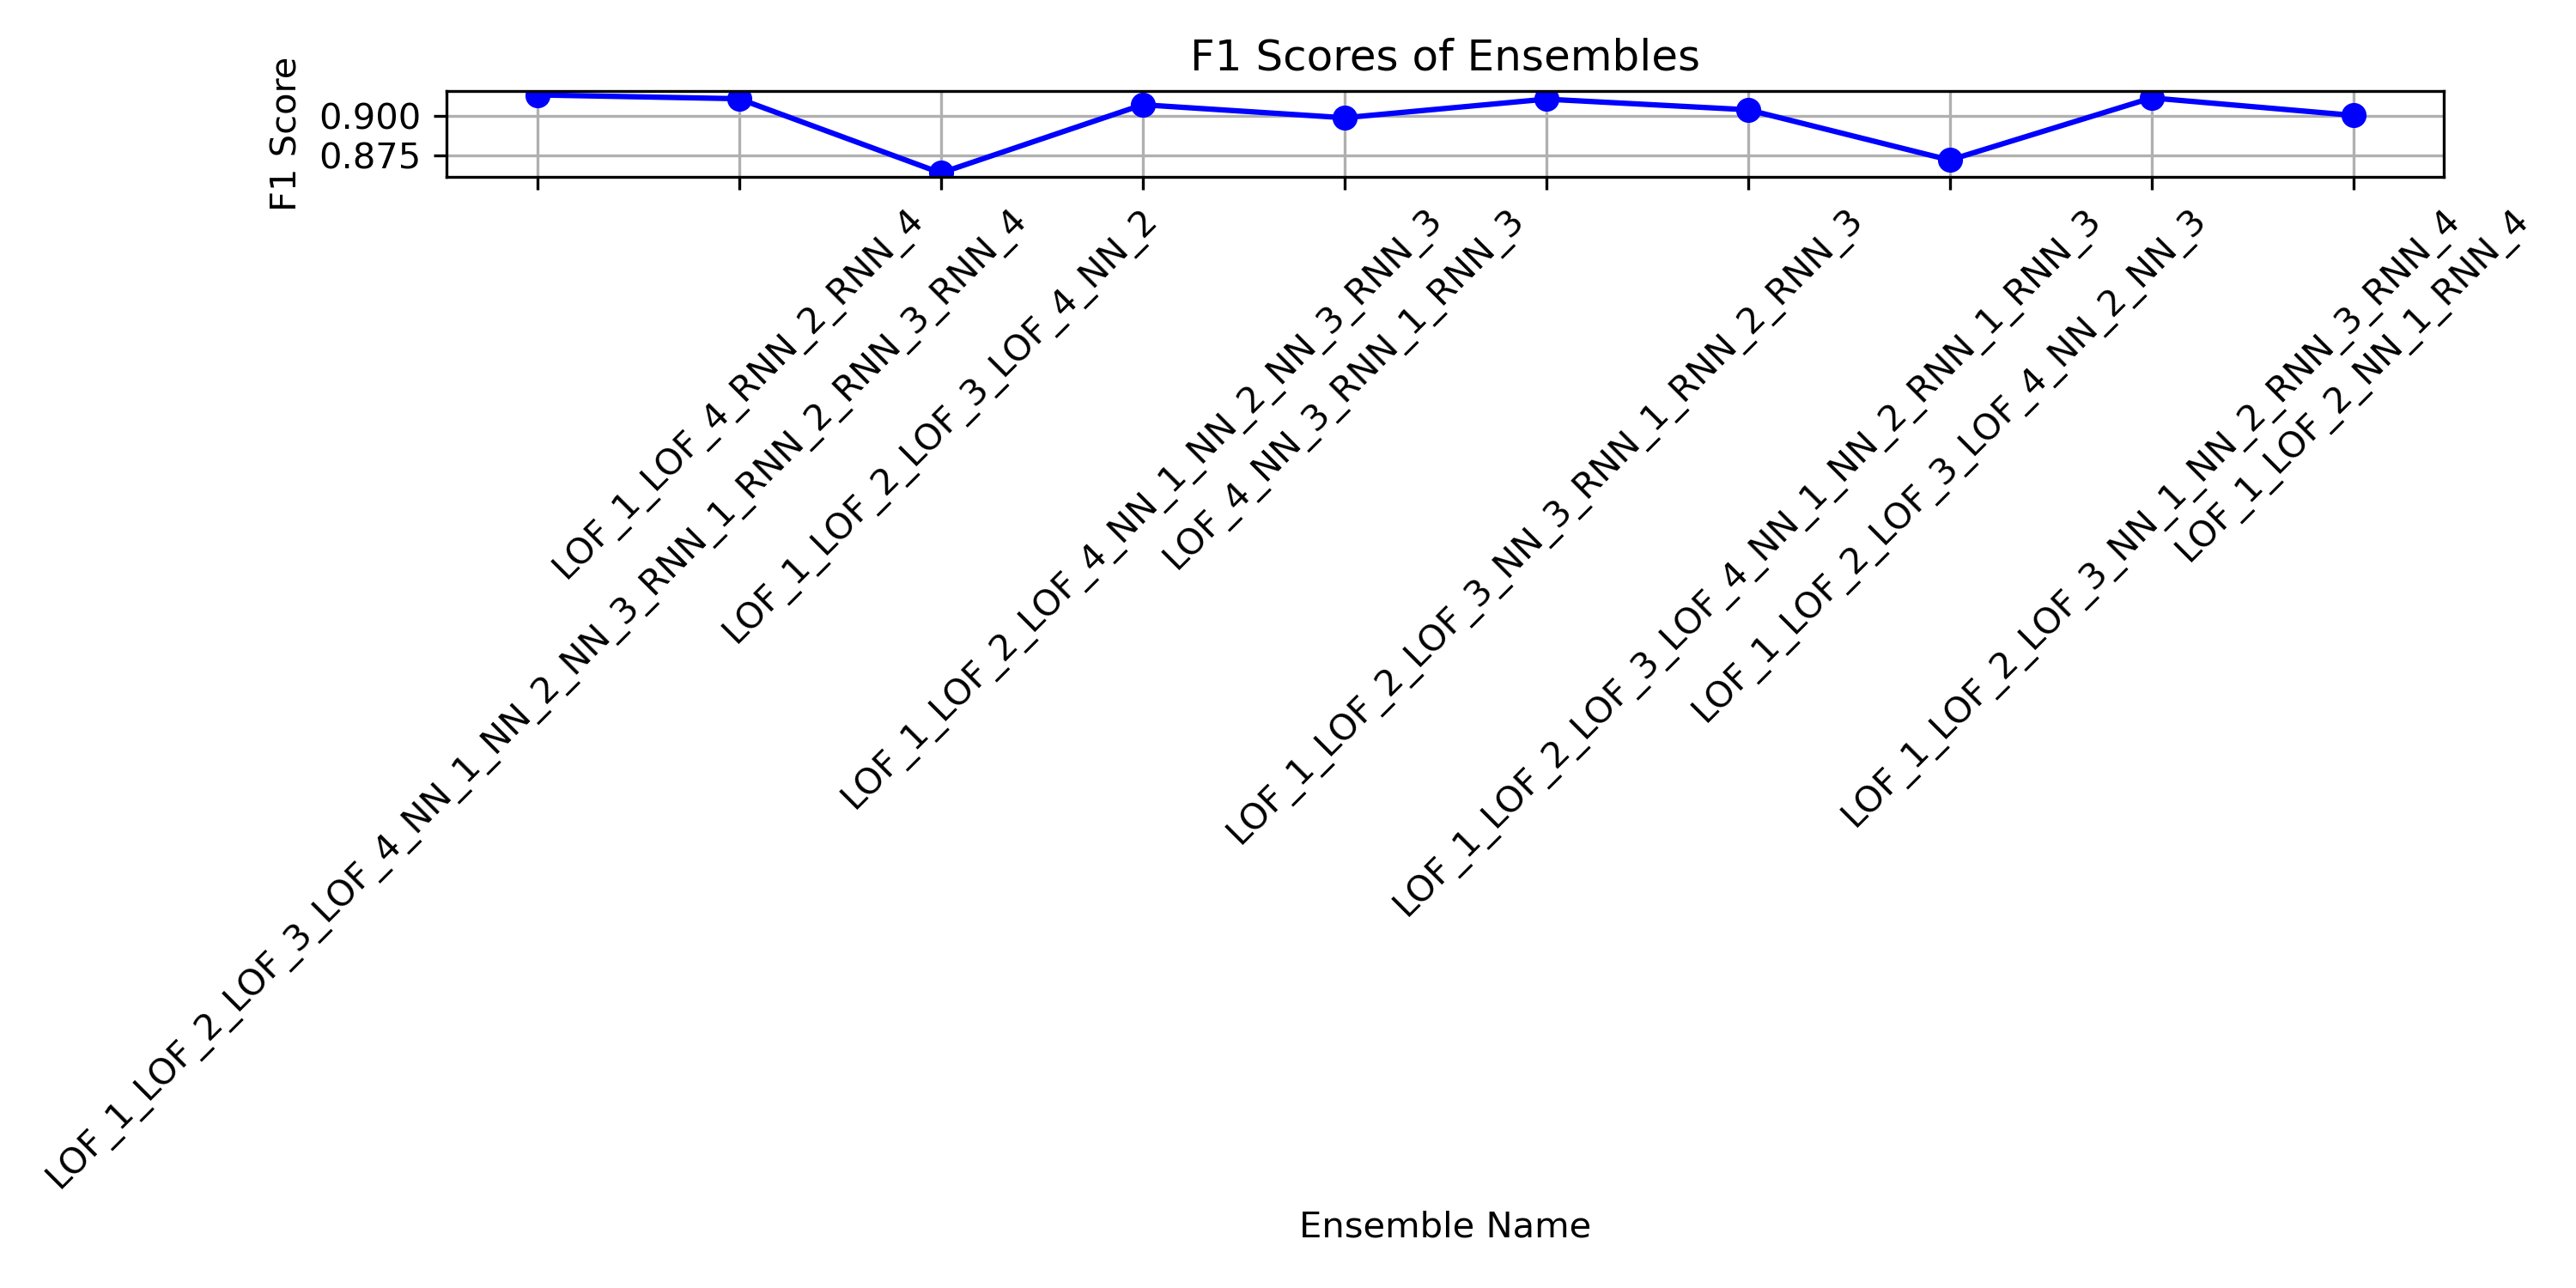 F1 Scores of Ensembles
F1 Score
0.900
0.875
LOF_1_LOF_4_RNN_2_RNN_4
LOF_1_LOF_2_LOF_3_LOF_4_NN_1_NN_2_NN_3_RNN_1_RNN_2_RNN_3_RNN_4
LOF_1_LOF_2_LOF_3_LOF_4_NN_2
LOF_1_LOF_2_LOF_4_NN_1_NN_2_NN_3_RNN_3
LOF_4_NN_3_RNN_1_RNN_3
LOF_1_LOF_2_LOF_3_NN_3_RNN_1_RNN_2_RNN_3
LOF_1_LOF_2_LOF_3_LOF_4_NN_1_NN_2_RNN_1_RNN_3
LOF_1_LOF_2_LOF_3_LOF_4_NN_2_NN_3
LOF_1_LOF_2_LOF_3_NN_1_NN_2_RNN_3_RNN_4
LOF_1_LOF_2_NN_1_RNN_4
Ensemble Name